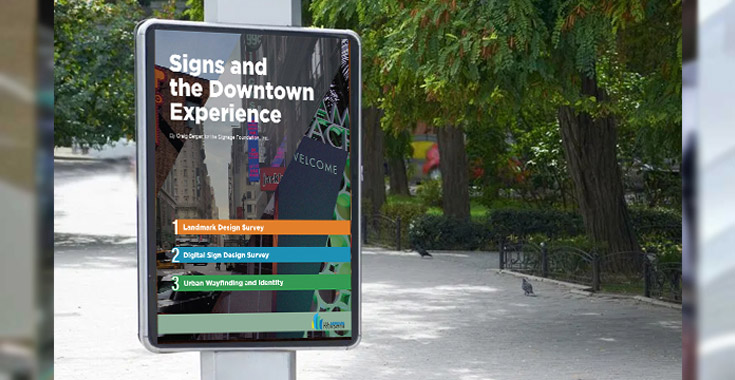 Signs and
the Downtown
Experience
By Craig Berger for the Signage Foundation, Inc.
WELCOME
1 Landmark Design Survey
2 Digital Sign Design Survey
3 Urban Wayfinding and Identity